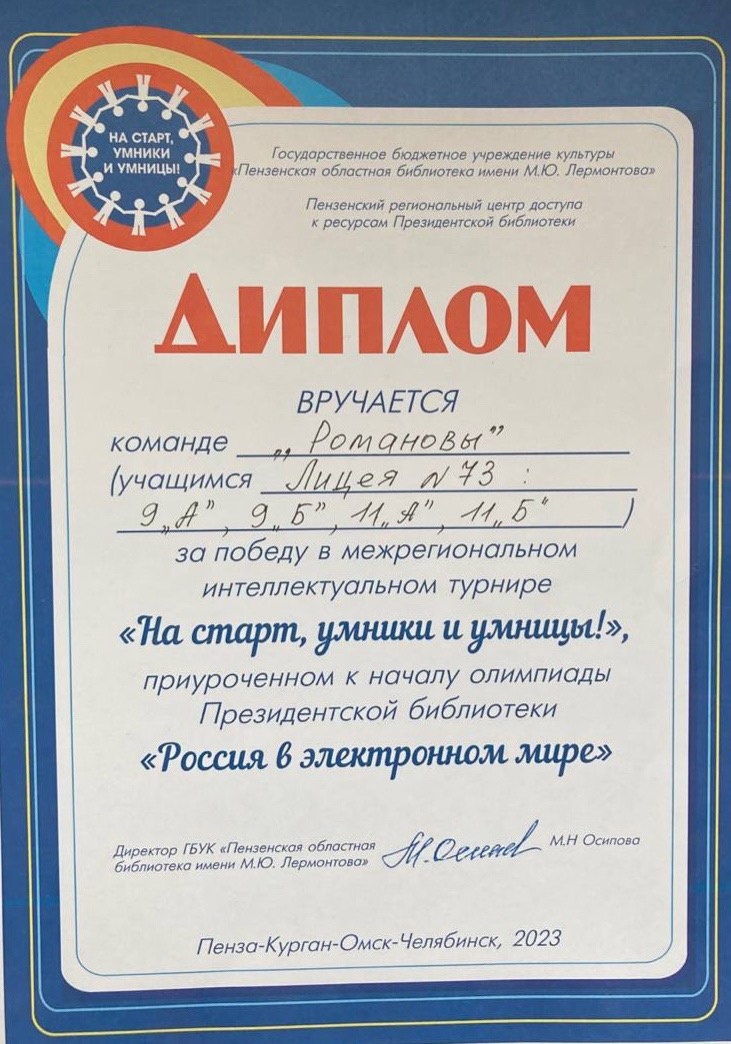 НА СТАРТ,
УМНИКИ
И УМНИЦЫ!
Государственное бюджетное учреждение культуры
«Пензенская областная библиотека имени М.Ю. Лермонтова»
Пензенский региональный центр доступа
к ресурсам Президентской библиотеки
ДИПЛОМ
ВРУЧАЕТСЯ
команде „Романовы”
(учащимся Лицея №73 :
9„А”, 9„Б”, 11„А”, 11„Б“ )
за победу в межрегиональном
интеллектуальном турнире
«На старт, умники и умницы!»,
приуроченном к началу олимпиады
Президентской библиотеки
«Россия в электронном мире»
Директор ГБУК «Пензенская областная
библиотека имени М.Ю. Лермонтова»
М.Н Осипова
Пенза-Курган-Омск-Челябинск, 2023